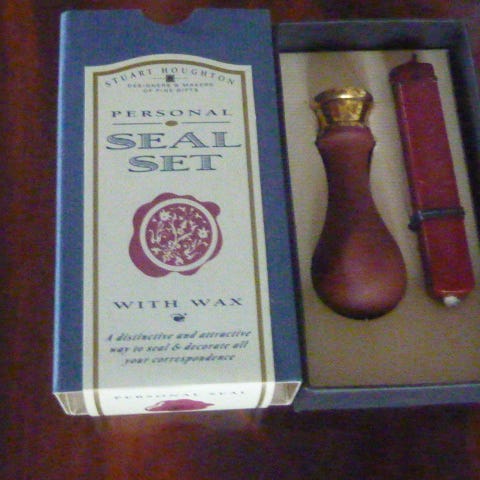 STUART HOUGHTON
DESIGNERS & MAKERS
OF FINE GIFTS
PERSONAL
SEAL
SET
WITH WAX
A distinctive and attractive
way to seal & decorate all
your correspondence
PERSONAL SEAL